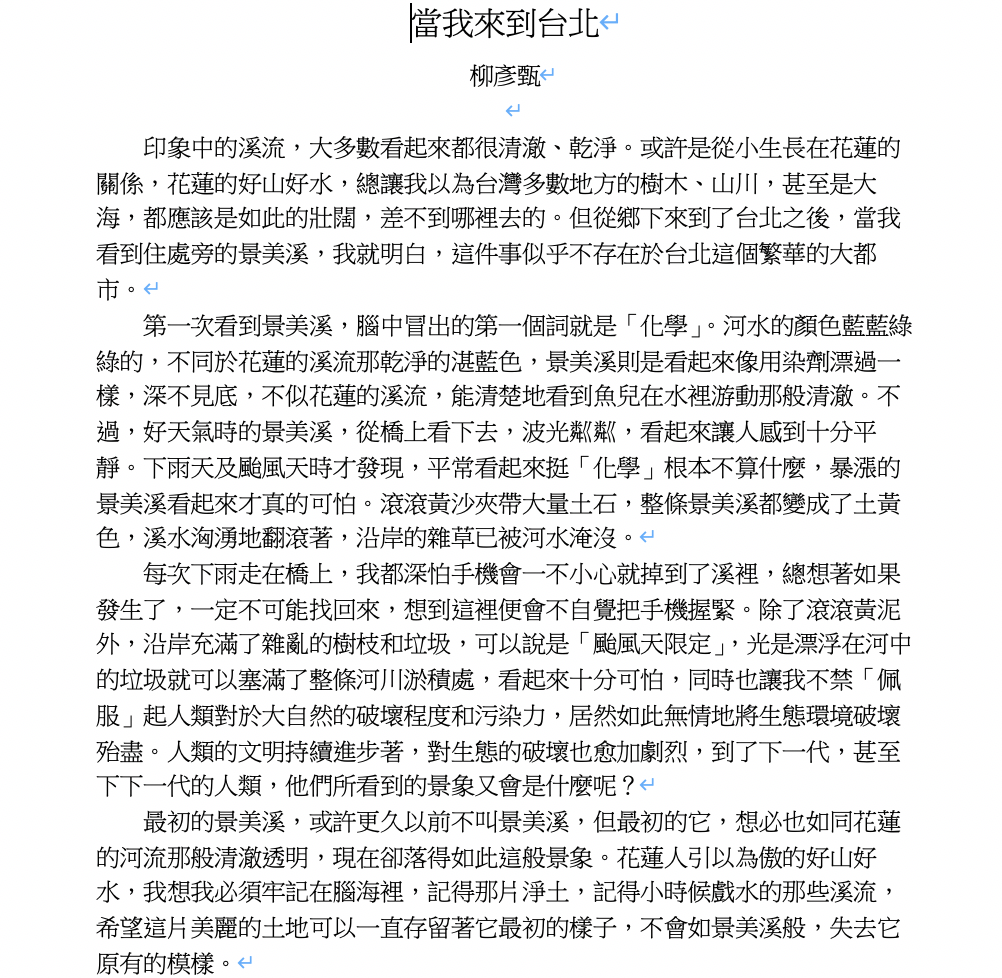 當我來到台北
柳彥甄
印象中的溪流，大多數看起來都很清澈、乾淨。或許是從小生長在花蓮的
關係，花蓮的好山好水，總讓我以為台灣多數地方的樹木、山川，甚至是大
海，都應該是如此的壯闊，差不到哪裡去的。但從鄉下來到了台北之後，當我
看到住處旁的景美溪，我就明白，這件事似乎不存在於台北這個繁華的大都
市。
第一次看到景美溪，腦中冒出的第一個詞就是「化學」。河水的顏色藍藍綠
綠的，不同於花蓮的溪流那乾淨的湛藍色，景美溪則是看起來像用染劑漂過一
樣，深不見底，不似花蓮的溪流，能清楚地看到魚兒在水裡游動那般清澈。不
過，好天氣時的景美溪，從橋上看下去，波光粼粼，看起來讓人感到十分平
靜。下雨天及颱風天時才發現，平常看起來挺「化學」根本不算什麼，暴漲的
景美溪看起來才真的可怕。滾滾黃沙夾帶大量土石，整條景美溪都變成了土黃
色，溪水洶湧地翻滾著，沿岸的雜草已被河水淹沒。
每次下雨走在橋上，我都深怕手機會一不小心就掉到了溪裡，總想著如果
發生了，一定不可能找回來，想到這裡便會不自覺把手機握緊。除了滾滾黃泥
外，沿岸充滿了雜亂的樹枝和垃圾，可以說是「颱風天限定」，光是漂浮在河中
的垃圾就可以塞滿了整條河川淤積處，看起來十分可怕，同時也讓我不禁「佩
服」起人類對於大自然的破壞程度和污染力，居然如此無情地將生態環境破壞
殆盡。人類的文明持續進步著，對生態的破壞也愈加劇烈，到了下一代，甚至
下下一代的人類，他們所看到的景象又會是什麼呢？
最初的景美溪，或許更久以前不叫景美溪，但最初的它，想必也如同花蓮
的河流那般清澈透明，現在卻落得如此這般景象。花蓮人引以為傲的好山好
水，我想我必須牢記在腦海裡，記得那片淨土，記得小時候戲水的那些溪流，
希望這片美麗的土地可以一直存留著它最初的樣子，不會如景美溪般，失去它
原有的模樣。